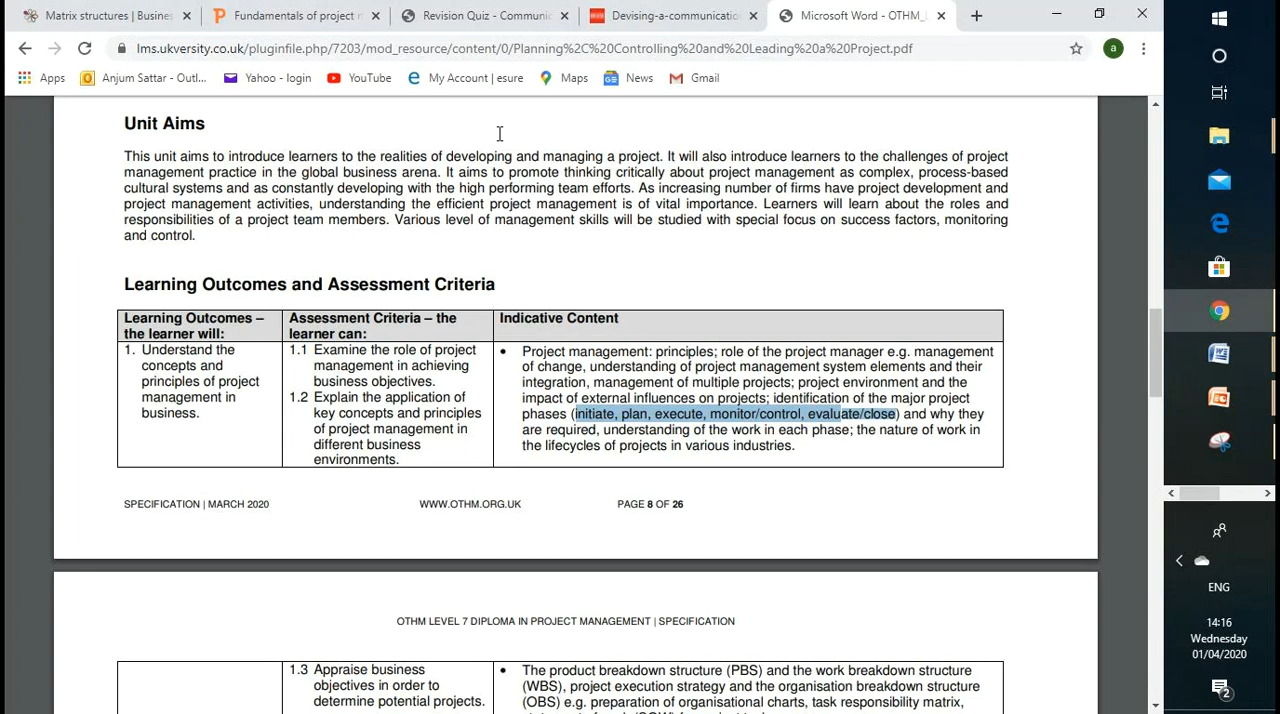 Matrix structures | Busines
Fundamentals of project m
Revision Quiz - Communic
Devising-a-communicatio
Microsoft Word - OTHM_
lms.ukversity.co.uk/pluginfile.php/7203/mod_resource/content/0/Planning%2C%20Controlling%20and%20Leading%20a%20Project.pdf
a
Apps
Anjum Sattar - Outl...
Yahoo - login
YouTube
My Account | esure
Maps
News
Gmail
Unit Aims
This unit aims to introduce learners to the realities of developing and managing a project. It will also introduce learners to the challenges of project
management practice in the global business arena. It aims to promote thinking critically about project management as complex, process-based
cultural systems and as constantly developing with the high performing team efforts. As increasing number of firms have project development and
project management activities, understanding the efficient project management is of vital importance. Learners will learn about the roles and
responsibilities of a project team members. Various level of management skills will be studied with special focus on success factors, monitoring
and control.
Learning Outcomes and Assessment Criteria
Learning Outcomes –
the learner will:
Assessment Criteria – the
learner can:
Indicative Content
1. Understand the
concepts and
principles of project
management in
business.
1.1 Examine the role of project
management in achieving
business objectives.
1.2 Explain the application of
key concepts and principles
of project management in
different business
environments.
• Project management: principles; role of the project manager e.g. management
of change, understanding of project management system elements and their
integration, management of multiple projects; project environment and the
impact of external influences on projects; identification of the major project
phases (initiate, plan, execute, monitor/control, evaluate/close) and why they
are required, understanding of the work in each phase; the nature of work in
the lifecycles of projects in various industries.
SPECIFICATION | MARCH 2020
WWW.OTHM.ORG.UK
PAGE 8 OF 26
OTHM LEVEL 7 DIPLOMA IN PROJECT MANAGEMENT | SPECIFICATION
1.3 Appraise business
objectives in order to
determine potential projects.
• The product breakdown structure (PBS) and the work breakdown structure
(WBS), project execution strategy and the organisation breakdown structure
(OBS) e.g. preparation of organisational charts, task responsibility matrix,
ENG
14:16
Wednesday
01/04/2020
2